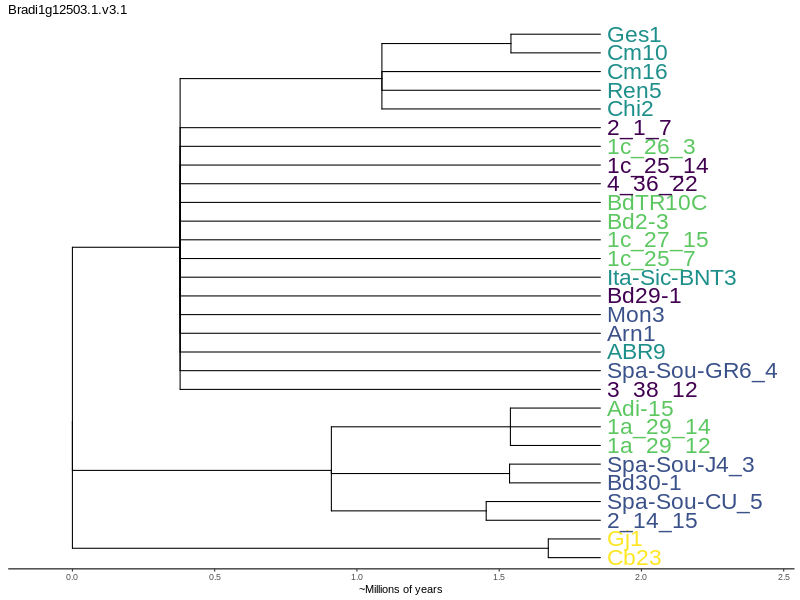 Bradi1g12503.1.v3.1
Ges1
Cm10
Cm16
Ren5
Chi2
2_1_7
1c_26_3
1c_25_14
4_36_22
BdTR10C
Bd2-3
1c_27_15
1c_25_7
Ita-Sic-BNT3
Bd29-1
Mon3
Arn1
ABR9
Spa-Sou-GR6_4
3_38_12
Adi-15
1a_29_14
1a_29_12
Spa-Sou-J4_3
Bd30-1
Spa-Sou-CU_5
2_14_15
Gj1
Cb23
0.0 0.5 1.0 1.5 2.0 2.5
~Millions of years